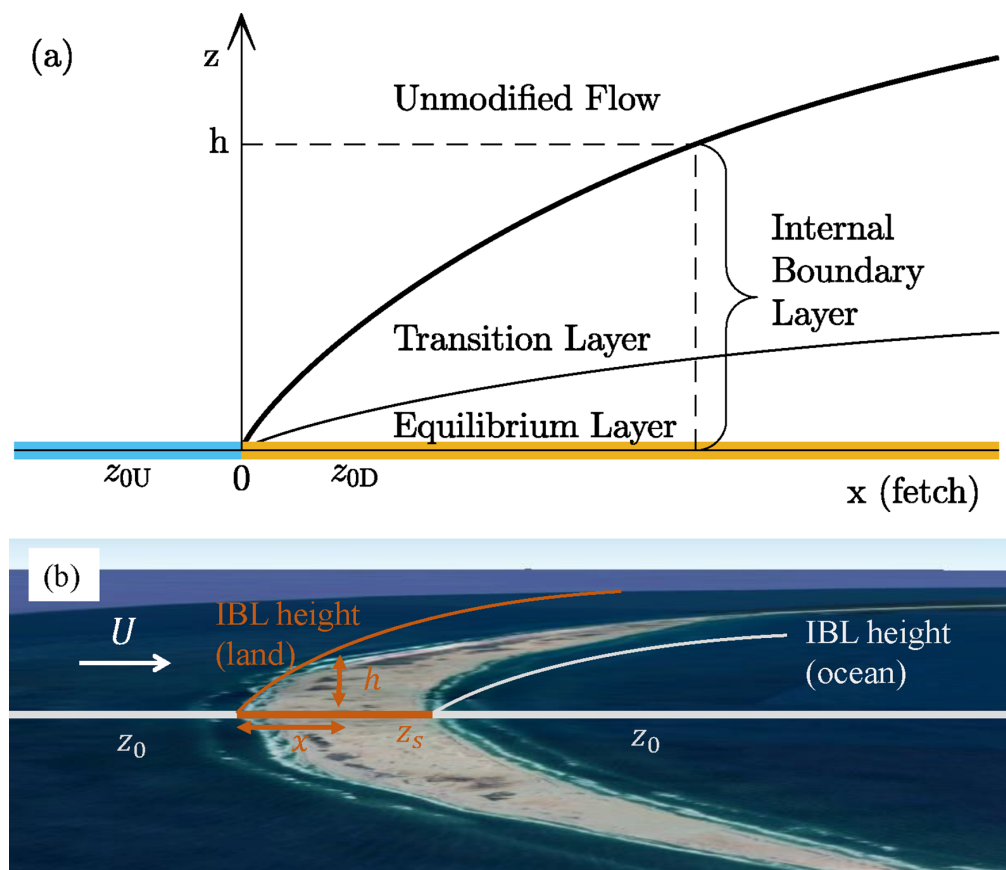 (a)
z
Unmodified Flow
h
Internal
Boundary
Layer
Transition Layer
Equilibrium Layer
z0U
0
z0D
x (fetch)
(b)
U
IBL height
(land)
IBL height
(ocean)
h
z0
x
zs
z0